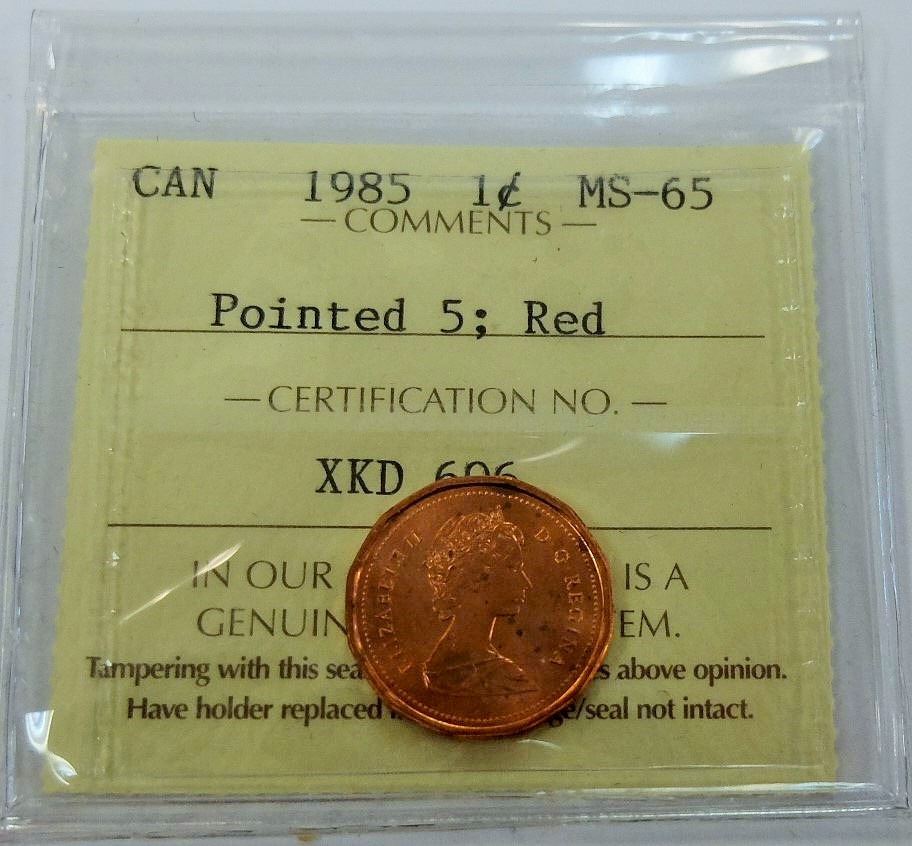 CAN 1985 1¢ MS-65
— COMMENTS —
Pointed 5; Red
— CERTIFICATION NO. —
XKD 696
IN OUR IS A
GENUIN EM.
Tampering with this sea s above opinion.
Have holder replaced ge/seal not intact.
ELIZABETH II D·G·REGINA